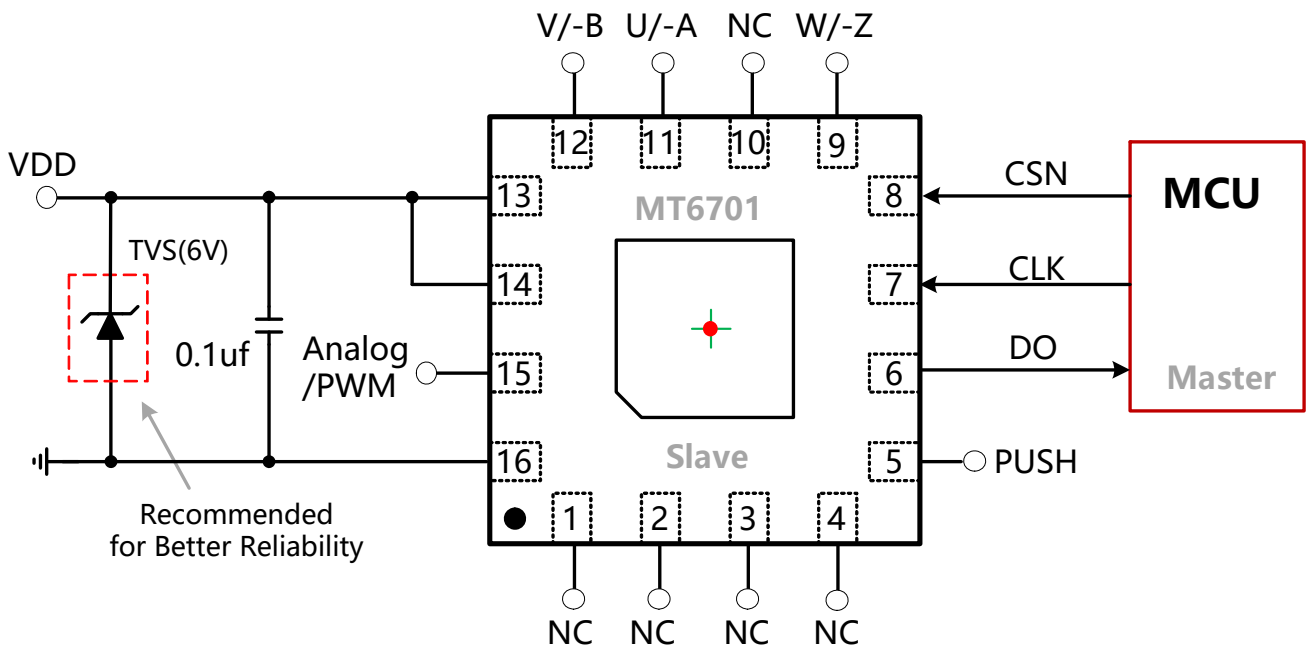 V/-B U/-A NC W/-Z
12 11 10 9
VDD
13 MT6701 8 CSN MCU
TVS(6V)
14 7 CLK
0.1uf Analog
/PWM 15 6 DO Master
16 Slave 5 PUSH
Recommended
for Better Reliability
1 2 3 4
NC NC NC NC